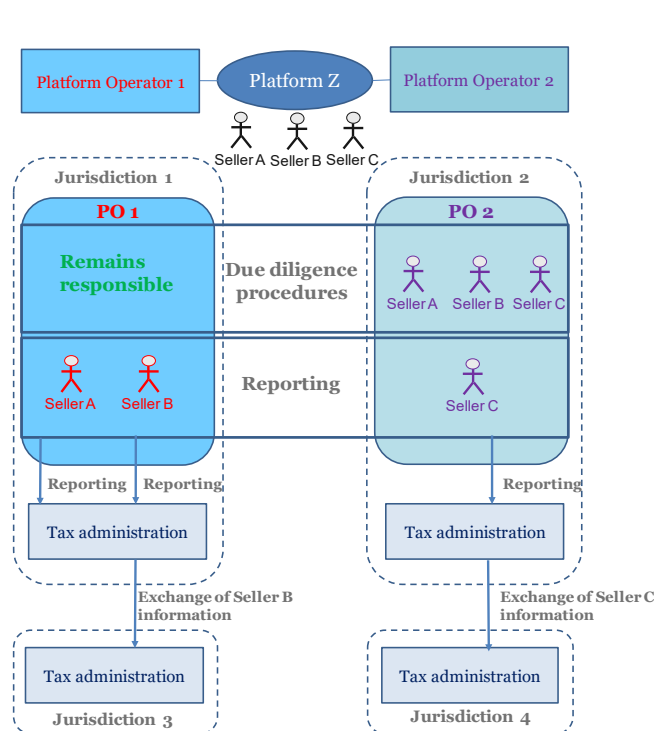 Platform Operator 1
Platform Z
Platform Operator 2
Seller A
Seller B
Seller C
Jurisdiction 1
Jurisdiction 2
PO 1
PO 2
Remains
responsible
Due diligence
procedures
Seller A
Seller B
Seller C
Seller A
Seller B
Reporting
Seller C
Reporting
Reporting
Reporting
Tax administration
Tax administration
Exchange of Seller B
information
Exchange of Seller C
information
Tax administration
Tax administration
Jurisdiction 3
Jurisdiction 4